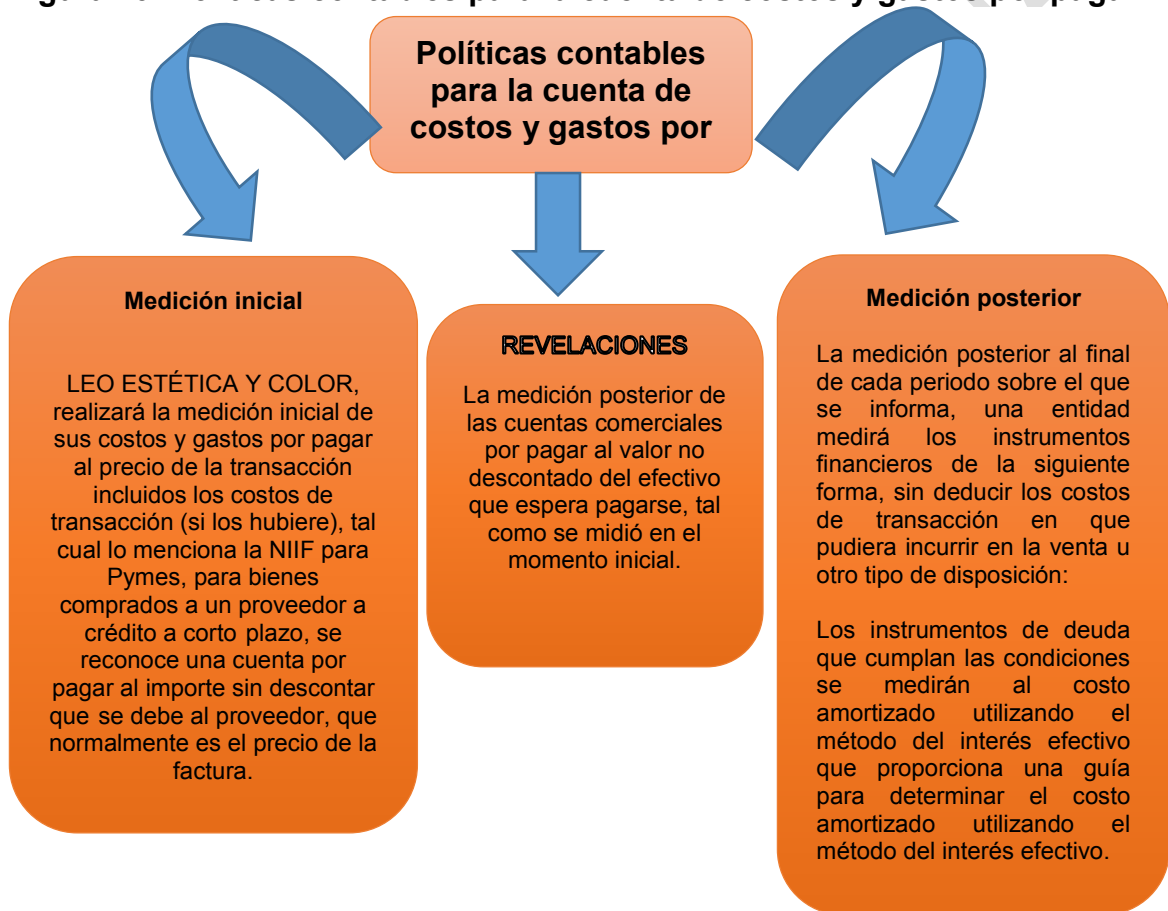 Políticas contables
para la cuenta de
costos y gastos por
Medición inicial
LEO ESTÉTICA Y COLOR,
realizará la medición inicial de
sus costos y gastos por pagar
al precio de la transacción
incluidos los costos de
transacción (si los hubiere), tal
cual lo menciona la NIIF para
Pymes, para bienes
comprados a un proveedor a
crédito a corto plazo, se
reconoce una cuenta por
pagar al importe sin descontar
que se debe al proveedor, que
normalmente es el precio de la
factura.
REVELACIONES
La medición posterior de
las cuentas comerciales
por pagar al valor no
descontado del efectivo
que espera pagarse, tal
como se midió en el
momento inicial.
Medición posterior
La medición posterior al final
de cada periodo sobre el que
se informa, una entidad
medirá los instrumentos
financieros de la siguiente
forma, sin deducir los costos
de transacción en que
pudiera incurrir en la venta u
otro tipo de disposición:
Los instrumentos de deuda
que cumplan las condiciones
se medirán al costo
amortizado utilizando el
método del interés efectivo
que proporciona una guía
para determinar el costo
amortizado utilizando el
método del interés efectivo.